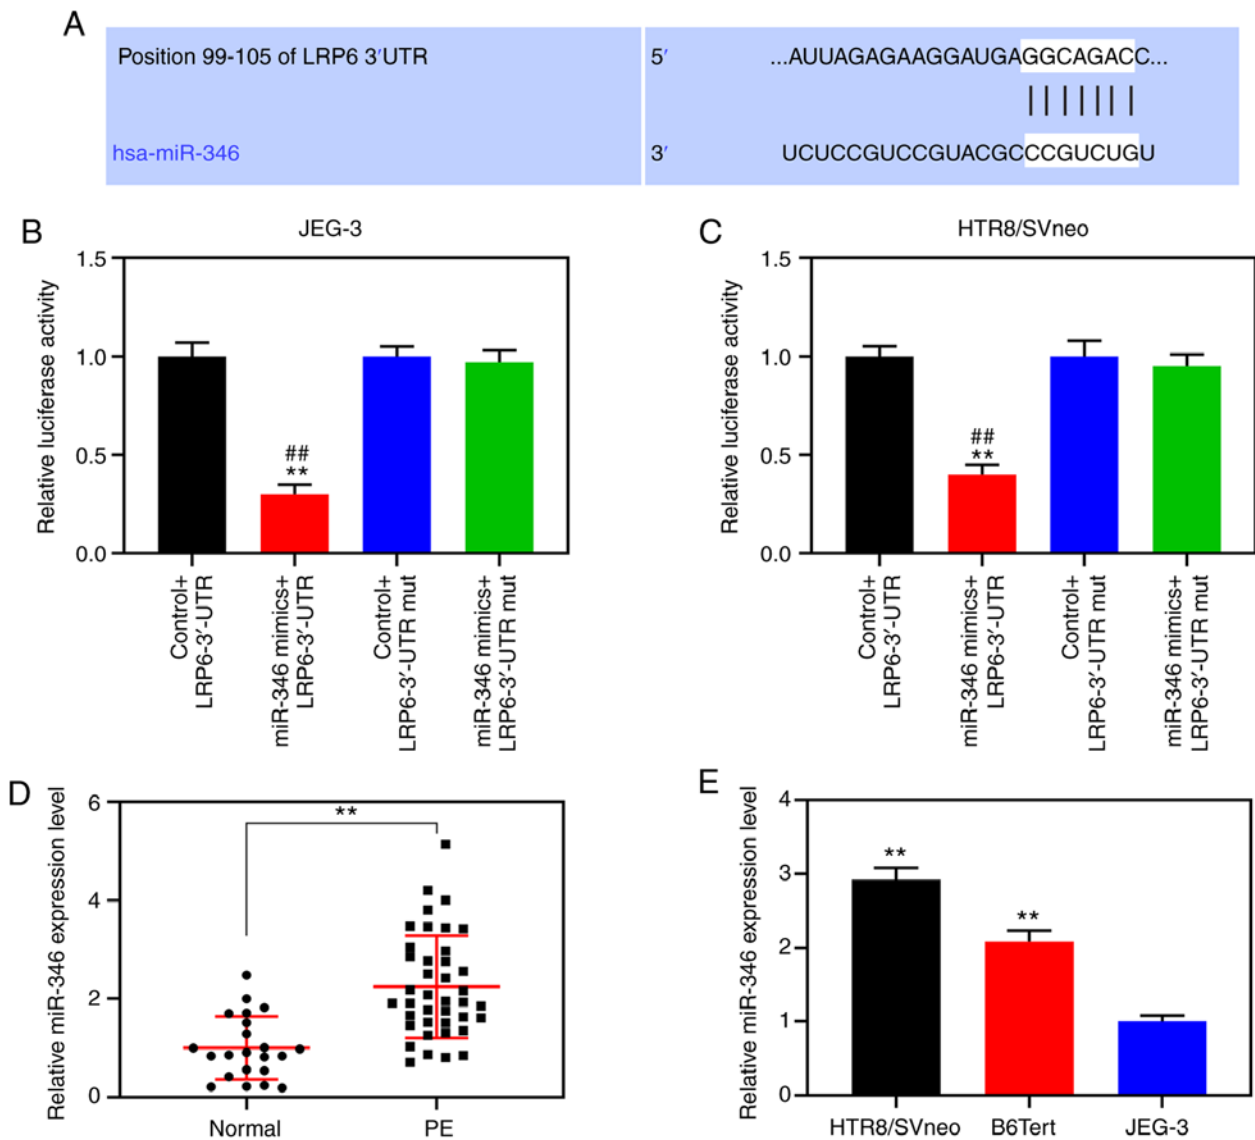 A
Position 99-105 of LRP6 3′UTR 5′ ...AUUAGAGAAGGAUGAGGCAGACC...
hsa-miR-346 3′ UCUCCGUCCGUACGCCCGUCUGU
B
JEG-3
Relative luciferase activity
1.5
1.0
0.5
0.0
##
**
Control+
LRP6-3′-UTR
miR-346 mimics+
LRP6-3′-UTR
Control+
LRP6-3′-UTR mut
miR-346 mimics+
LRP6-3′-UTR mut
C
HTR8/SVneo
Relative luciferase activity
1.5
1.0
0.5
0.0
##
**
Control+
LRP6-3′-UTR
miR-346 mimics+
LRP6-3′-UTR
Control+
LRP6-3′-UTR mut
miR-346 mimics+
LRP6-3′-UTR mut
D
Relative miR-346 expression level
6
4
2
0
**
Normal PE
E
Relative miR-346 expression level
4
3
2
1
0
**
**
HTR8/SVneo B6Tert JEG-3